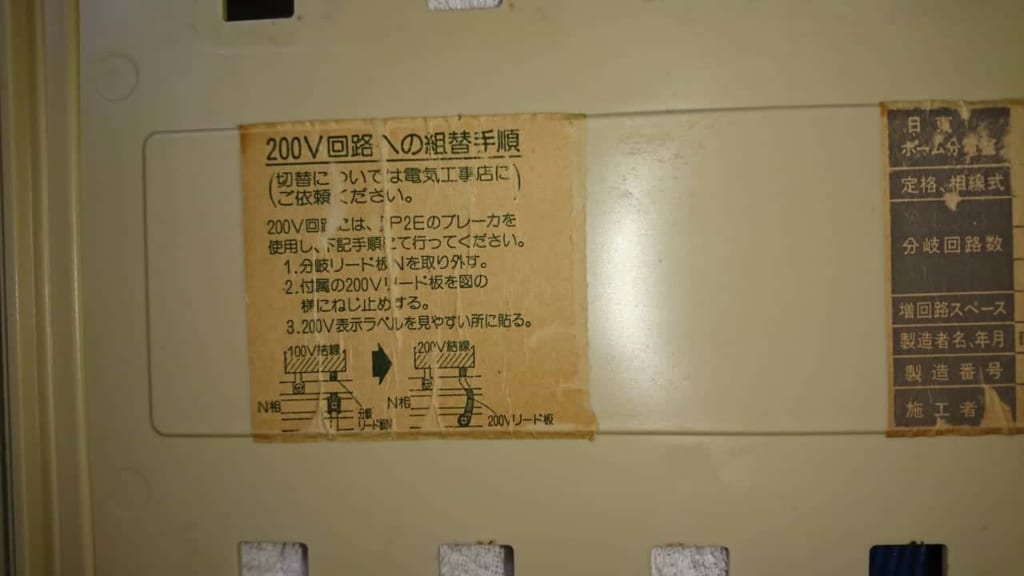 200V回路への組替手順
(切替については電気工事店に
ご依頼ください。)
200V回路には、2P2Eのブレーカを
使用し、下記手順にて行ってください。
1.分岐リード板Nを取り外す。
2.付属の200Vリード板を図の
様にねじ止めする。
3.200V表示ラベルを見やすい所に貼る。
100V結線
200V結線
N相
分岐
リード板N
N相
200Vリード板
日東
ホーム分
定格、相線式
分岐回路数
増回路スペース
製造者名、年月
製造番号
施工者